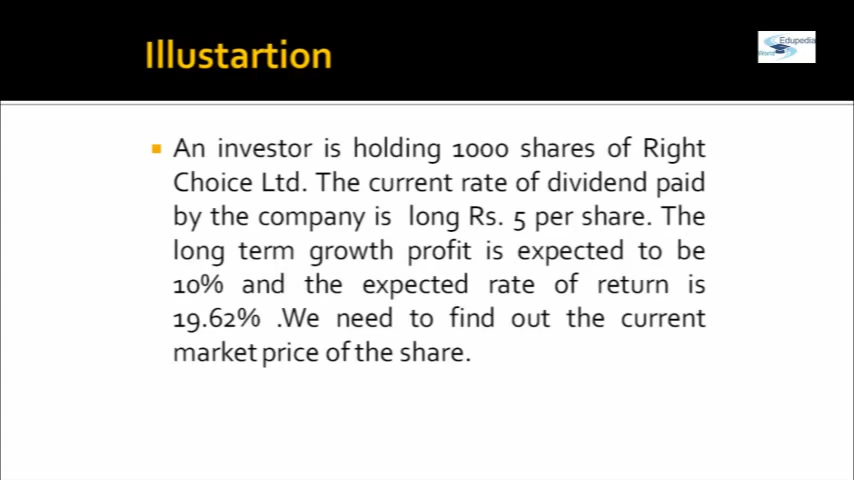 Illustartion
Edupedia
World
An investor is holding 1000 shares of Right
Choice Ltd. The current rate of dividend paid
by the company is long Rs. 5 per share. The
long term growth profit is expected to be
10% and the expected rate of return is
19.62% .We need to find out the current
market price of the share.